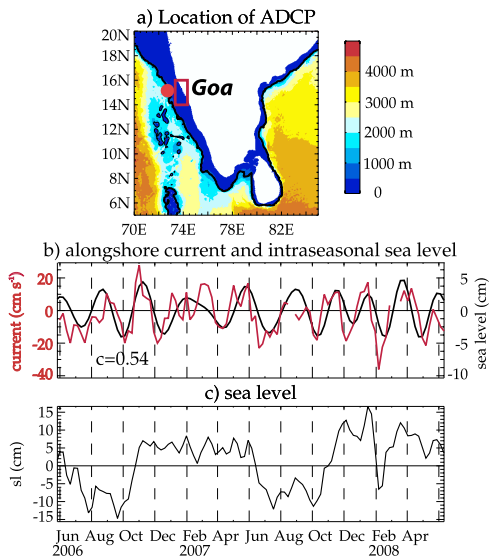 a) Location of ADCP
20N
18N
16N
14N
12N
10N
8N
6N
70E 74E 78E 82E
Goa
4000 m
3000 m
2000 m
1000 m
0
b) alongshore current and intraseasonal sea level
current (cm s⁻¹)
20
0
-20
-40
c=0.54
5
0
-5
-10
sea level (cm)
c) sea level
sl (cm)
15
10
5
0
-5
-10
-15
Jun Aug Oct Dec Feb Apr Jun Aug Oct Dec Feb Apr
2006 2007 2008